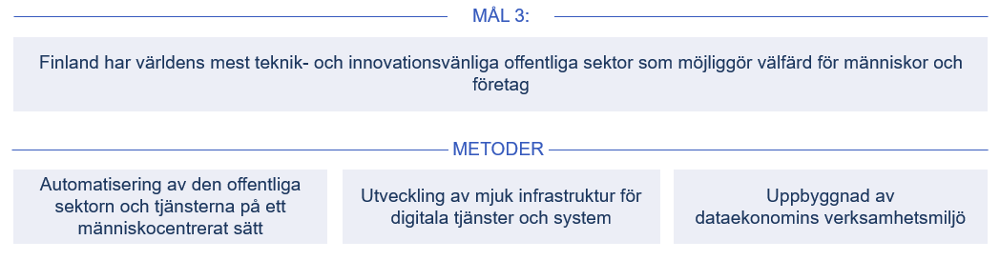 MÅL 3:
Finland har världens mest teknik- och innovationsvänliga offentliga sektor som möjliggör välfärd för människor och
företag
METODER
Automatisering av den offentliga
sektorn och tjänsterna på ett
människocentrerat sätt
Utveckling av mjuk infrastruktur för
digitala tjänster och system
Uppbyggnad av
dataekonomins verksamhetsmiljö